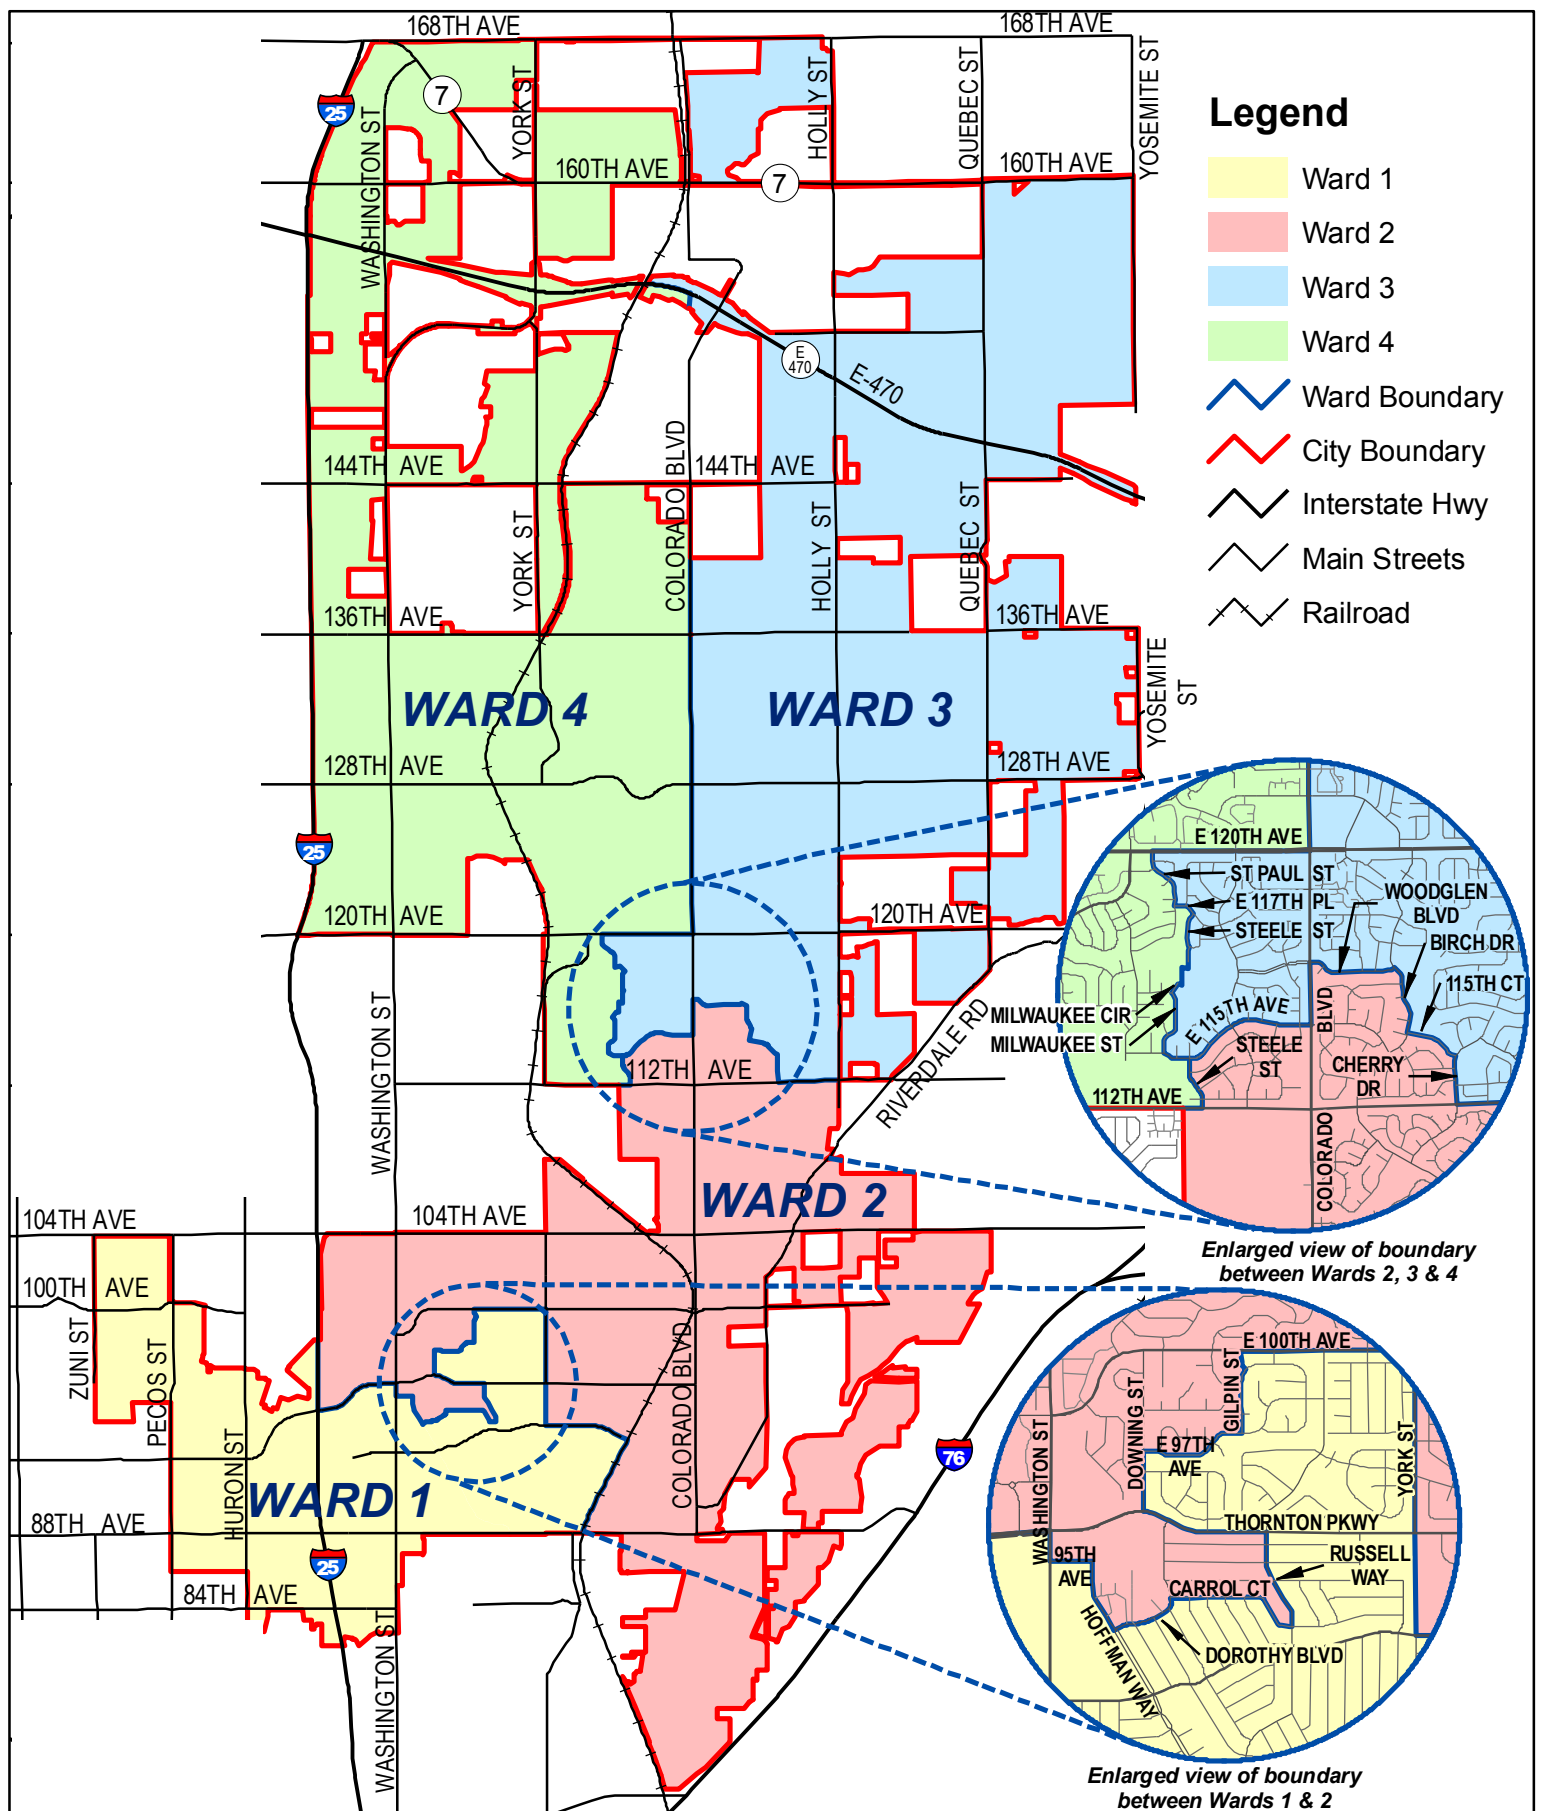 168TH AVE
168TH AVE
YOSEMITE ST
25
7
WASHINGTON ST
YORK ST
HOLLY ST
QUEBEC ST
160TH AVE
160TH AVE
7
Legend
Ward 1
Ward 2
Ward 3
Ward 4
Ward Boundary
City Boundary
Interstate Hwy
Main Streets
Railroad
E
470
E-470
144TH AVE
144TH AVE
COLORADO BLVD
YORK ST
HOLLY ST
QUEBEC ST
136TH AVE
136TH AVE
YOSEMITE
ST
WARD 4
WARD 3
128TH AVE
128TH AVE
25
120TH AVE
120TH AVE
E 120TH AVE
ST PAUL ST
E 117TH PL
STEELE ST
WOODGLEN
BLVD
BIRCH DR
115TH CT
MILWAUKEE CIR
MILWAUKEE ST
E 115TH AVE
BLVD
STEELE
ST
CHERRY
DR
112TH AVE
COLORADO
Enlarged view of boundary
between Wards 2, 3 & 4
WASHINGTON ST
112TH AVE
RIVERDALE RD
WARD 2
104TH AVE
104TH AVE
100TH AVE
ZUNI ST
PECOS ST
HURON ST
COLORADO BLVD
76
WARD 1
88TH AVE
25
84TH AVE
WASHINGTON ST
E 100TH AVE
GILPIN ST
DOWNING ST
E 97TH
AVE
WASHINGTON ST
YORK ST
THORNTON PKWY
95TH
AVE
RUSSELL
WAY
CARROL CT
HOFFMAN WAY
DOROTHY BLVD
Enlarged view of boundary
between Wards 1 & 2